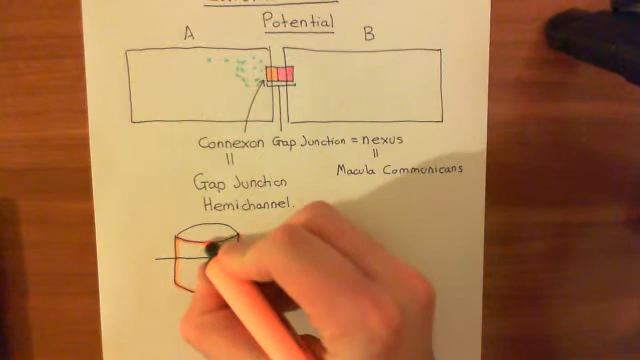 Potential
A
B
Connexon Gap Junction = nexus
Macula Communicans
Gap Junction
Hemichannel.